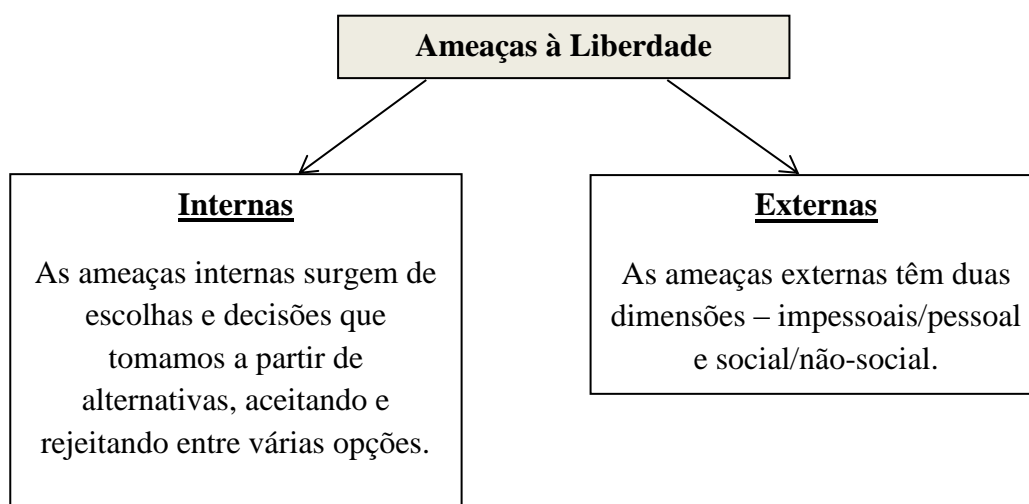 Ameaças à Liberdade
Internas
As ameaças internas surgem de
escolhas e decisões que
tomamos a partir de
alternativas, aceitando e
rejeitando entre várias opções.
Externas
As ameaças externas têm duas
dimensões – impessoais/pessoal
e social/não-social.